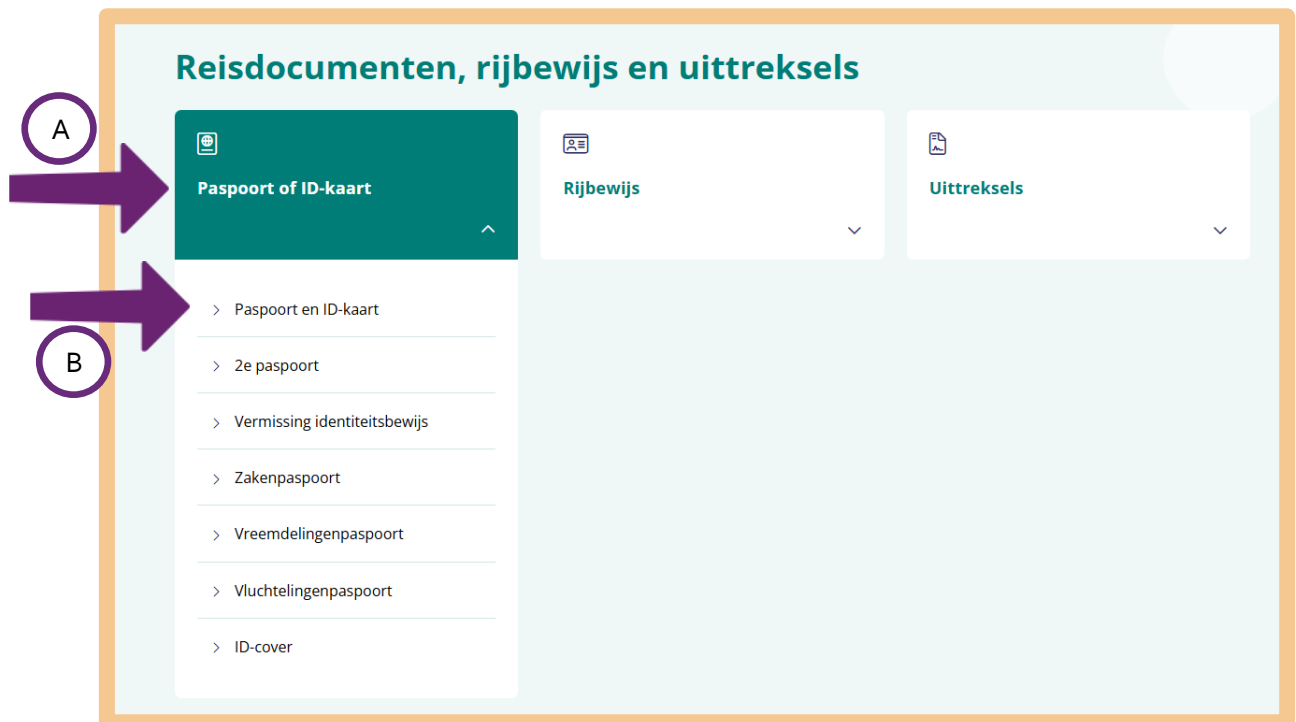 Reisdocumenten, rijbewijs en uittreksels
A
Paspoort of ID-kaart
Rijbewijs
Uittreksels
B
Paspoort en ID-kaart
2e paspoort
Vermissing identiteitsbewijs
Zakenpaspoort
Vreemdelingenpaspoort
Vluchtelingenpaspoort
ID-cover